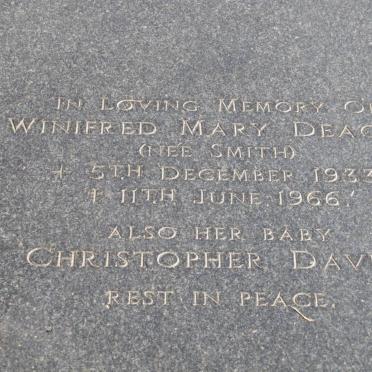 IN LOVING MEMORY O
WINIFRED MARY DEAC
(NEE SMITH)
+ 5TH DECEMBER 1933
† 11TH JUNE 1966.
ALSO HER BABY
CHRISTOPHER DAV
REST IN PEACE.